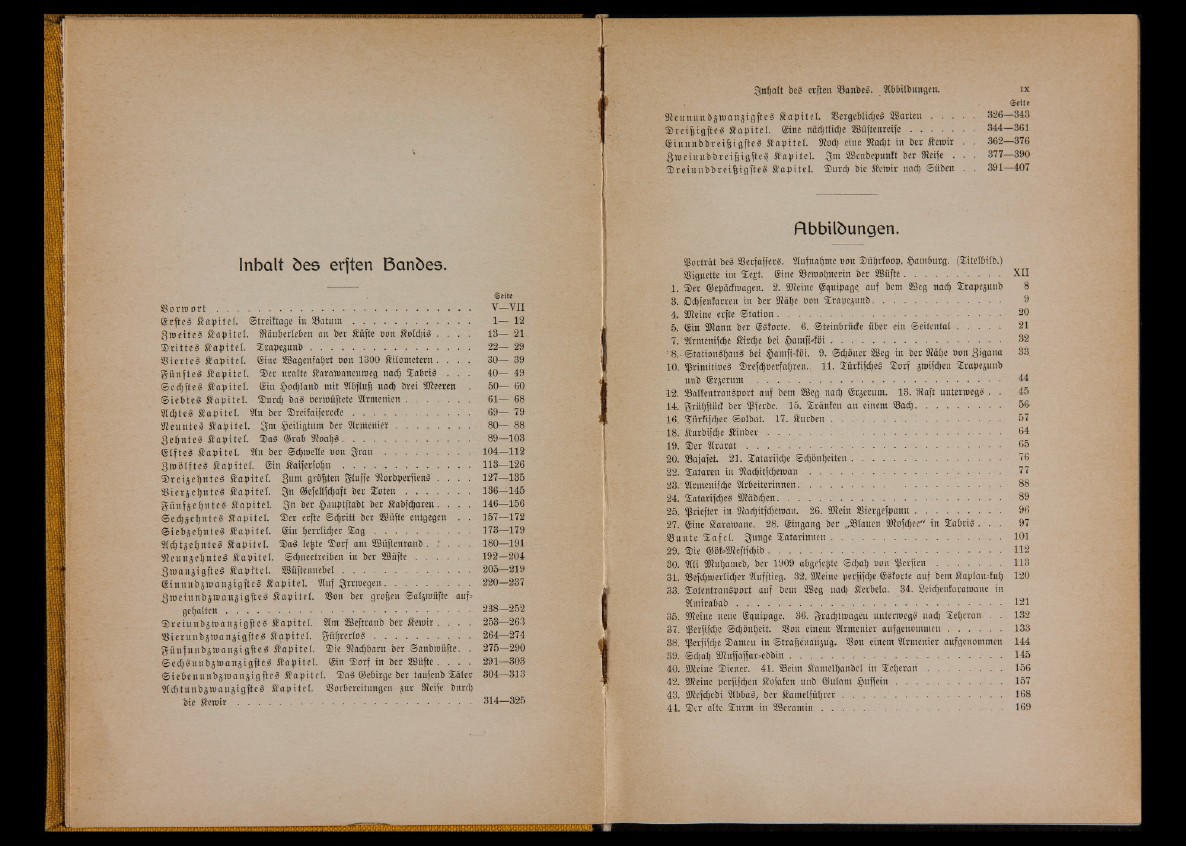 Inhalt des ersten Bandes.
Seite
Vorwort . . . . . V—VII
Erstes Kapitel. Streiktage in Batum . . . . . 1— 12
Zweites Kapitel. Räuberleben an der Küste von Kolchis . . . . 13— 21
Drittes Kapitel. Trapezund . . . . . 22— 29
Viertes Kapitel. Eine Wagenfahrt von 1300 Kilometern . . . . 30— 39
Fünftes Kapitel. Der uralte Karawanenweg nach Täbris . . . 40— 49
Sechstes Kapitel. Ein Hochland mit Abfluß nach drei Meeren . 50— 60
Siebtes Kapitel. Durch das verwüstete Armenien . . . . . 61— 68
Achtes Kapitel. An der Dreikaiserecke . . . . . 69— 79
Neuntes Kapitel. Im Heiligtum der Armenier . . . . . 80— 88
Zehntes Kapitel. Das Grab Noahs . . . . . 89—103
Elftes Kapitel. An der Schwelle von Iran . . . . . 104—112
Zwölftes Kapitel. Ein Kaisersohn . . . . . 113—126
Dreizehntes Kapitel. Zum größten Flusse Nordpersiens . . . . 127—135
Vierzehntes Kapitel. In Gesellschaft der Toten . . . . . 136—145
Fünfzehntes Kapitel. In der Hauptstadt der Kadscharen . . . . 146—156
Sechzehntes Kapitel. Der erste Schritt der Wüste entgegen . . 157—172
Siebzehntes Kapitel. Ein herrlicher Tag . . . . . 173—179
Achtzehntes Kapitel. Das letzte Dorf am Wüstenrand . . . . 180—191
Neunzehntes Kapitel. Schneetreiben in der Wüste . . . . . 192—204
Zwanzigstes Kapitel. Wüstennebel . . . . . 205—219
Einundzwanzigstes Kapitel. Auf Irrwegen . . . . . 220—237
Zweiundzwanzigstes Kapitel. Von der großen Salzwüste auf-
gehalten . . . . . 238—252
Dreiundzwanzigstes Kapitel. Am Westrand der Kewir . . . . 253—263
Vierundzwanzigstes Kapitel. Führerlos . . . . . 264—274
Fünfundzwanzigstes Kapitel. Die Nachbarn der Sandwüste . . 275—290
Sechsundzwanzigstes Kapitel. Ein Dorf in der Wüste . . . 291—303
Siebenundzwanzigstes Kapitel. Das Gebirge der tausend Täler 304—313
Achtundzwanzigstes Kapitel. Vorbereitungen zur Reise durch
die Kewir . . . . . 314—325
Inhalt des ersten Bandes. Abbildungen. IX
Seite
Neunundzwanzigstes Kapitel. Vergebliches Warten . . . . . 326—343
Dreißigstes Kapitel. Eine nächtliche Wüstenreise . . . . . 344—361
Einunddreißigstes Kapitel. Noch eine Nacht in der Kewir . . 362—376
Zweiunddreißigstes Kapitel. Im Wendepunkt der Reise . . . 377—390
Dreiunddreißigstes Kapitel. Durch die Kewir nach Süden . . 391—407
Abbildungen.
Porträt des Verfassers. Aufnahme von Dührkoop, Hamburg. (Titelbild.)
Vignette im Text. Eine Bewohnerin der Wüste . . . . . XII
1. Der Gepäckwagen. 2. Meine Equipage auf dem Weg nach Trapezund 8
3. Ochsenkarren in der Nähe von Trapezund . . . . . 9
4. Meine erste Station . . . . . 20
5. Ein Mann der Eskorte. 6. Steinbrücke über ein Seitental . . . . . 21
7. Armenische Kirche bei Hamsi-köi . . . . . 32
8. Stationshaus bei Hamsi-köi. 9. Schöner Weg in der Nähe von Zigana 33
10. Primitives Dreschverfahren. 11. Türkisches Dorf zwischen Trapezund
und Erzerum . . . . . 44
12. Balkentransport auf dem Weg nach Erzerum. 13. Rast unterwegs . . 45
14. Frühstück der Pferde. 15. Tränken an einem Bach . . . . . 56
16. Türkischer Soldat. 17. Kurden . . . . . 57
18. Kurdische Kinder . . . . . 64
19. Der Ararat . . . . . 65
20. Bajaset. 21. Tatarische Schönheiten . . . . . 76
22. Tataren in Nachitschewan . . . . . 77
23. Armenische Arbeiterinnen . . . . . 88
24. Tatarisches Mädchen . . . . . 89
25. Priester in Nachitschewan. 26. Mein Viergespann . . . . . 96
27. Eine Karawane. 28. Eingang der „Blauen Moschee“ in Täbris . . . 97
Bunte Tafel. Junge Tatarinnen . . . . . 101
29. Die Gök-Mestschid . . . . . 112
30. Ali Muhamed, der 1909 abgesetzte Schah von Persien . . . . . 113
31. Beschwerlicher Aufstieg. 32. Meine persische Eskorte auf dem Kaplan-kuh 120
33. Totentransport auf dem Weg nach Kerbela. 34. Leichenkarawane in
Amirabad . . . . . 121
35. Meine neue Equipage. 36. Frachtwagen unterwegs nach Teheran . . 132
37. Persische Schönheit. Von einem Armenier aufgenommen . . . . . 133
38. Persische Damen in Straßenanzug. Von einem Armenier aufgenommen 144
39. Schah Mussaffar-eddin . . . . . 145
40. Meine Diener. 41. Beim Kamelhandel in Teheran . . . . . 156
42. Meine persischen Kosaken und Gulam Hussein . . . . . 157
43. Meschedi Abbas, der Kamelführer . . . . . 168
44. Der alte Turm in Weramin . . . . . 169